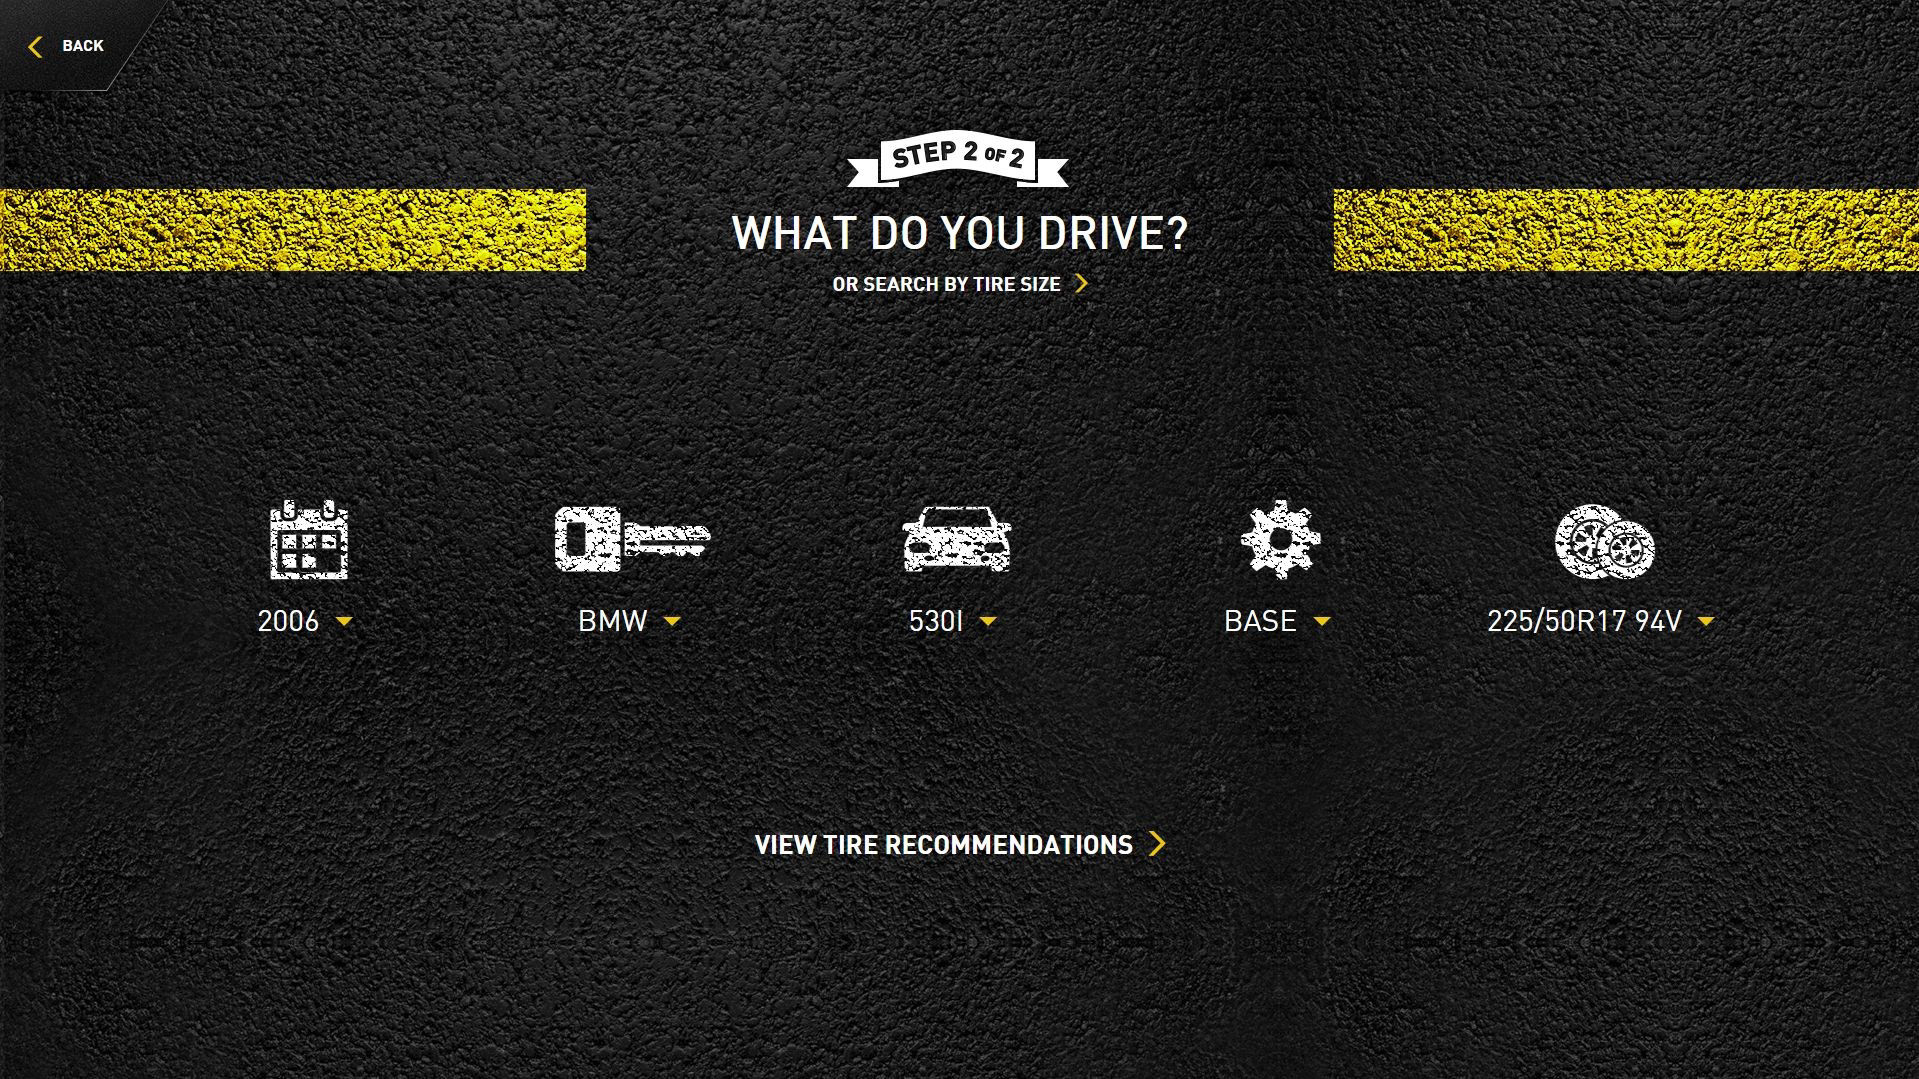 BACK
STEP 2 OF 2
WHAT DO YOU DRIVE?
OR SEARCH BY TIRE SIZE
2006
BMW
530I
BASE
225/50R17 94V
VIEW TIRE RECOMMENDATIONS